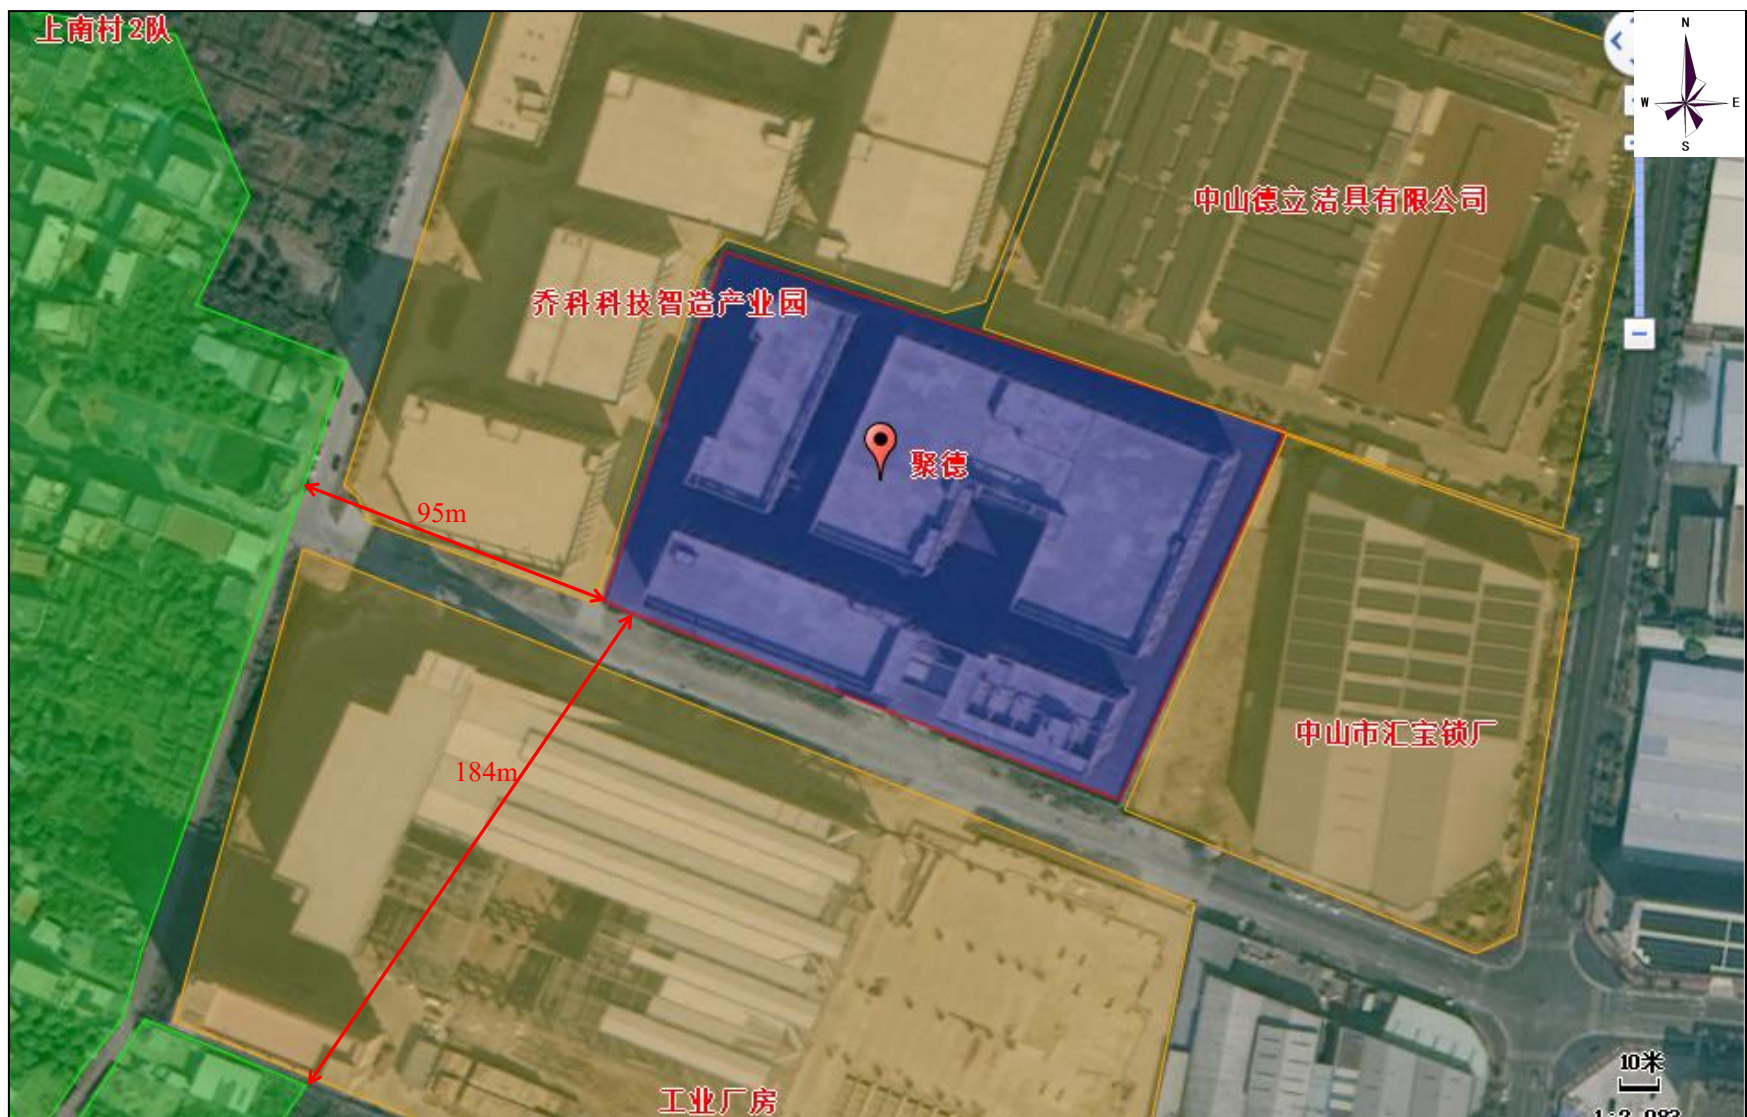 上南村2队
N
W
E
S
中山德立洁具有限公司
乔科科技智造产业园
聚德
95m
中山市汇宝锁厂
184m
10米
工业厂房